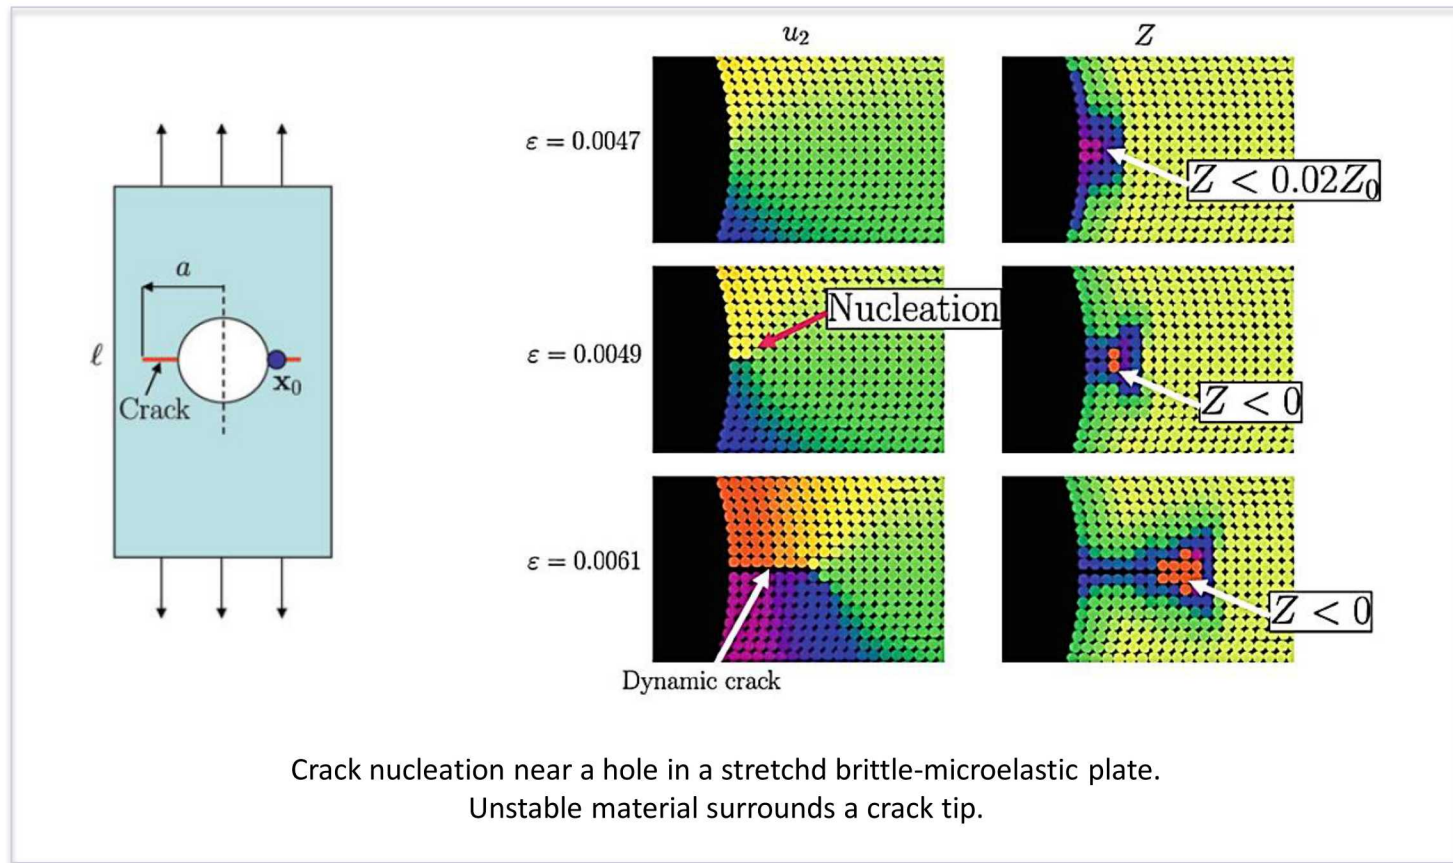 u₂
Z
ε = 0.0047
Z < 0.02Z₀
a
Nucleation
ℓ
ε = 0.0049
x₀
Crack
Z < 0
ε = 0.0061
Z < 0
Dynamic crack
Crack nucleation near a hole in a stretchd brittle-microelastic plate.
Unstable material surrounds a crack tip.